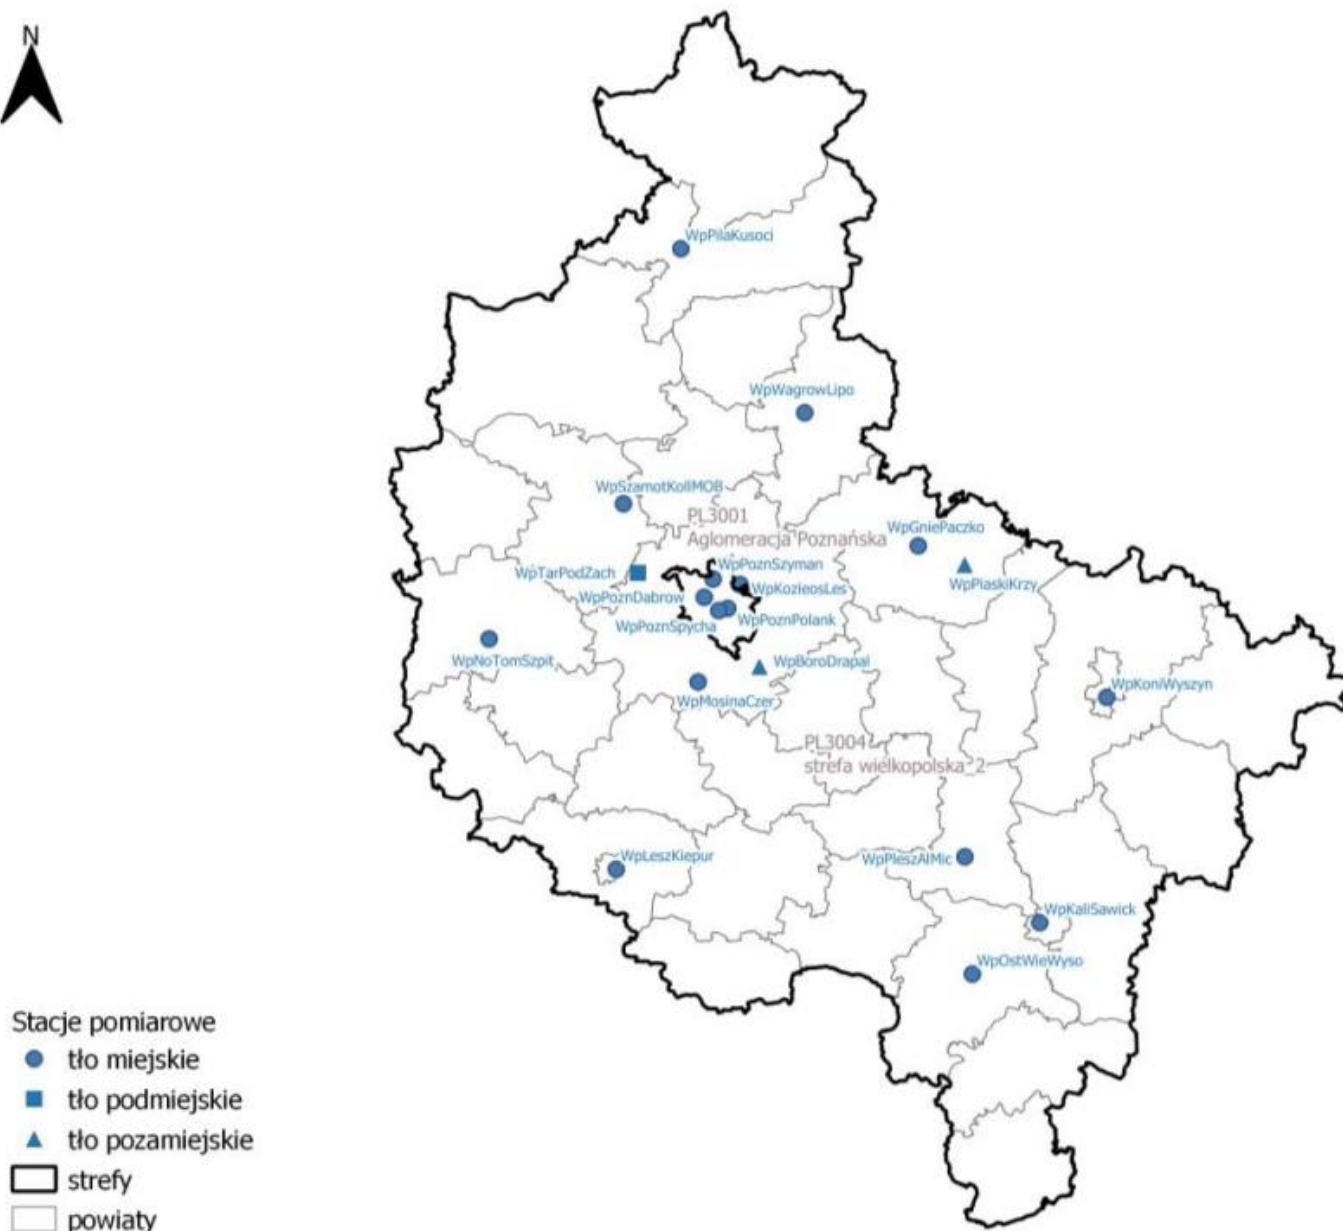 N
WpPilaKusoci
WpWagrowLipo
WpSzamotKollMOB
PL3001
Aglomeracja Poznańska
WpGniePaczko
WpPoznSzyman
WpTarPodZach
WpPiaskiKrzy
WpKozieosLes
WpPoznDabrow
WpPoznPolank
WpPoznSpycha
WpNoTomSzpit
WpBoroDrapal
WpKoniWyszyn
WpMosinaCzer
PL3004
strefa wielkopolska_2
WpLeszKiepur
WpPleszAlMic
WpKaliSawick
WpOstWieWyso
Stacje pomiarowe
tło miejskie
tło podmiejskie
tło pozamiejskie
strefy
powiaty